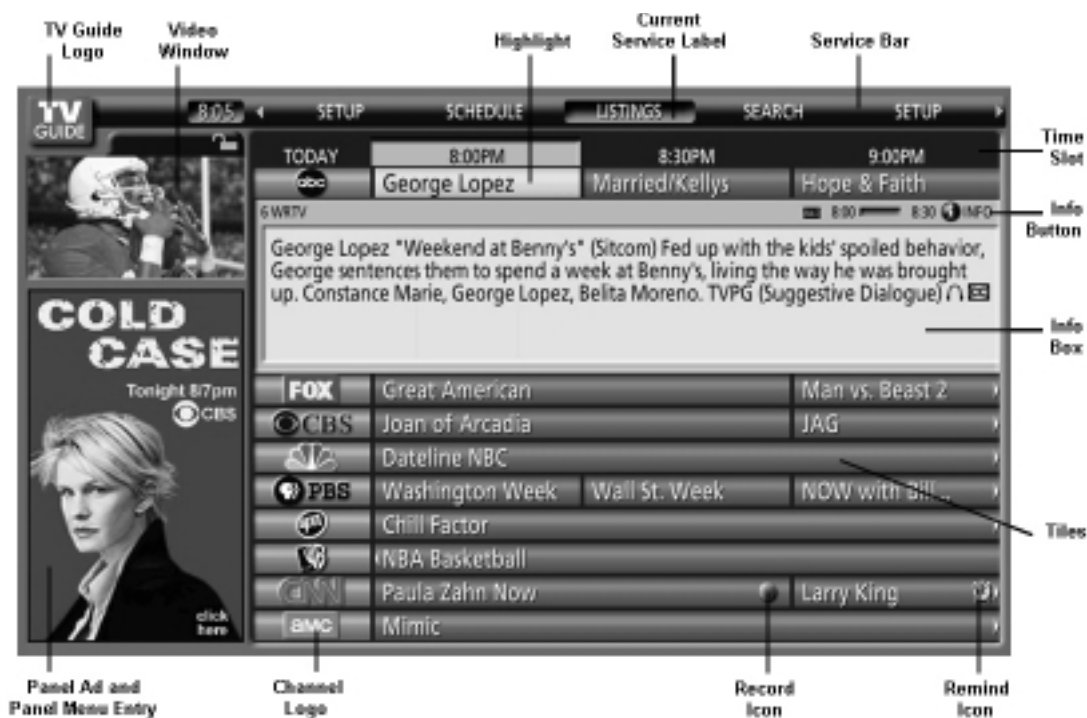 TV Guide
Logo
Video
Window
Highlight
Current
Service Label
Service Bar
TV
GUIDE
8:05
SETUP
SCHEDULE
LISTINGS
SEARCH
SETUP
Time
Slot
TODAY
8:00PM
8:30PM
9:00PM
abc
George Lopez
Married/Kellys
Hope & Faith
6 WRTV
8:00
8:30
INFO
Info
Button
George Lopez "Weekend at Benny's" (Sitcom) Fed up with the kids' spoiled behavior,
George sentences them to spend a week at Benny's, living the way he was brought
up. Constance Marie, George Lopez, Belita Moreno. TVPG (Suggestive Dialogue)
Info
Box
COLD
CASE
Tonight 8/7pm
CBS
click
here
FOX
Great American
Man vs. Beast 2
CBS
Joan of Arcadia
JAG
Dateline NBC
PBS
Washington Week
Wall St. Week
NOW with Bill...
Tiles
Chill Factor
NBA Basketball
CNN
Paula Zahn Now
Larry King
amc
Mimic
Panel Ad and
Panel Menu Entry
Channel
Logo
Record
Icon
Remind
Icon